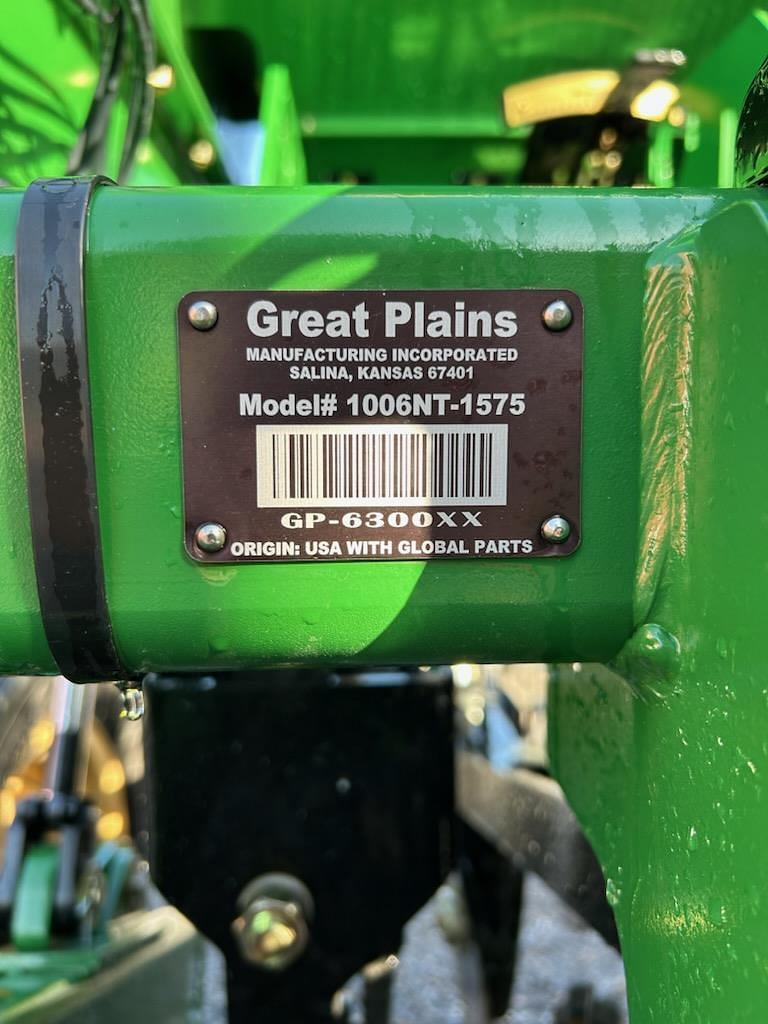 Great Plains
MANUFACTURING INCORPORATED
SALINA, KANSAS 67401
Model# 1006NT-1575
GP-6300XX
ORIGIN: USA WITH GLOBAL PARTS